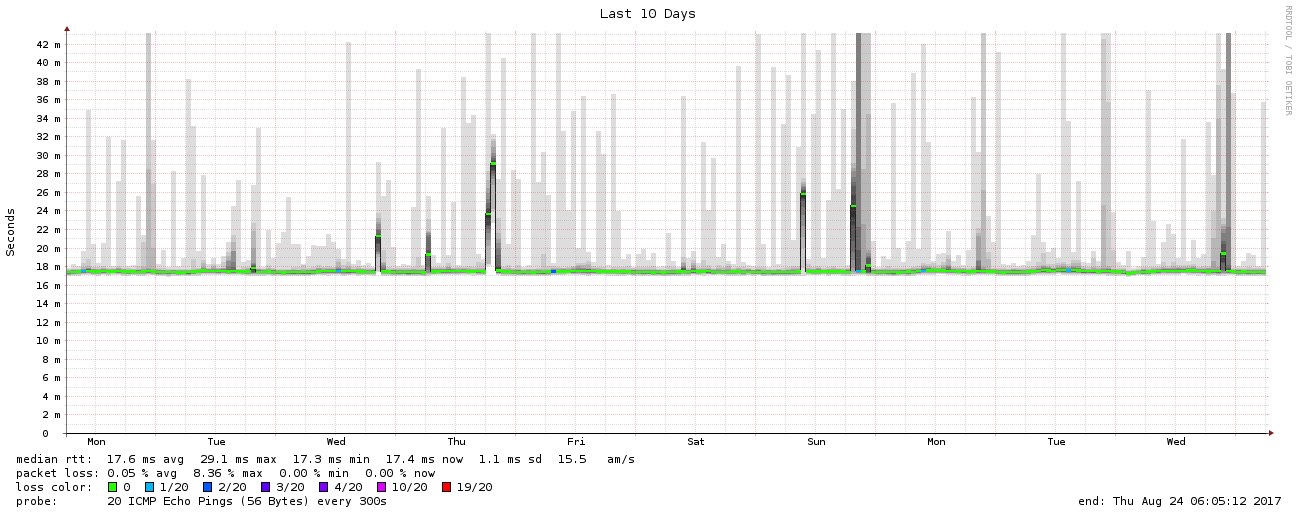 Last 10 Days
RRDTOOL / TOBI OETIKER
Seconds
42 m
40 m
38 m
36 m
34 m
32 m
30 m
28 m
26 m
24 m
22 m
20 m
18 m
16 m
14 m
12 m
10 m
8 m
6 m
4 m
2 m
0
Mon Tue Wed Thu Fri Sat Sun Mon Tue Wed
median rtt: 17.6 ms avg 29.1 ms max 17.3 ms min 17.4 ms now 1.1 ms sd 15.5 am/s
packet loss: 0.05 % avg 8.36 % max 0.00 % min 0.00 % now
loss color: 0 1/20 2/20 3/20 4/20 10/20 19/20
probe: 20 ICMP Echo Pings (56 Bytes) every 300s end: Thu Aug 24 06:05:12 2017